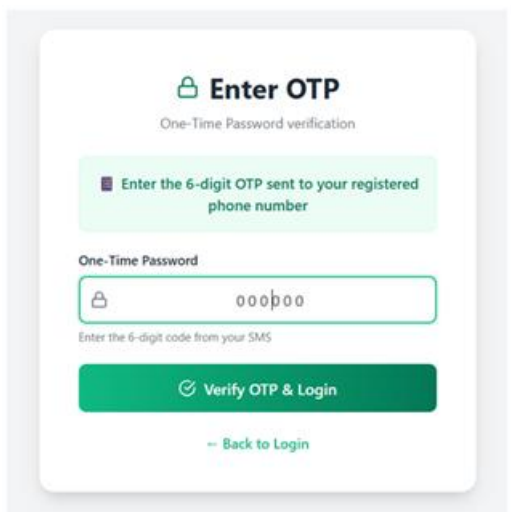 Enter OTP
One-Time Password verification
Enter the 6-digit OTP sent to your registered
phone number
One-Time Password
000000
Enter the 6-digit code from your SMS
Verify OTP & Login
← Back to Login